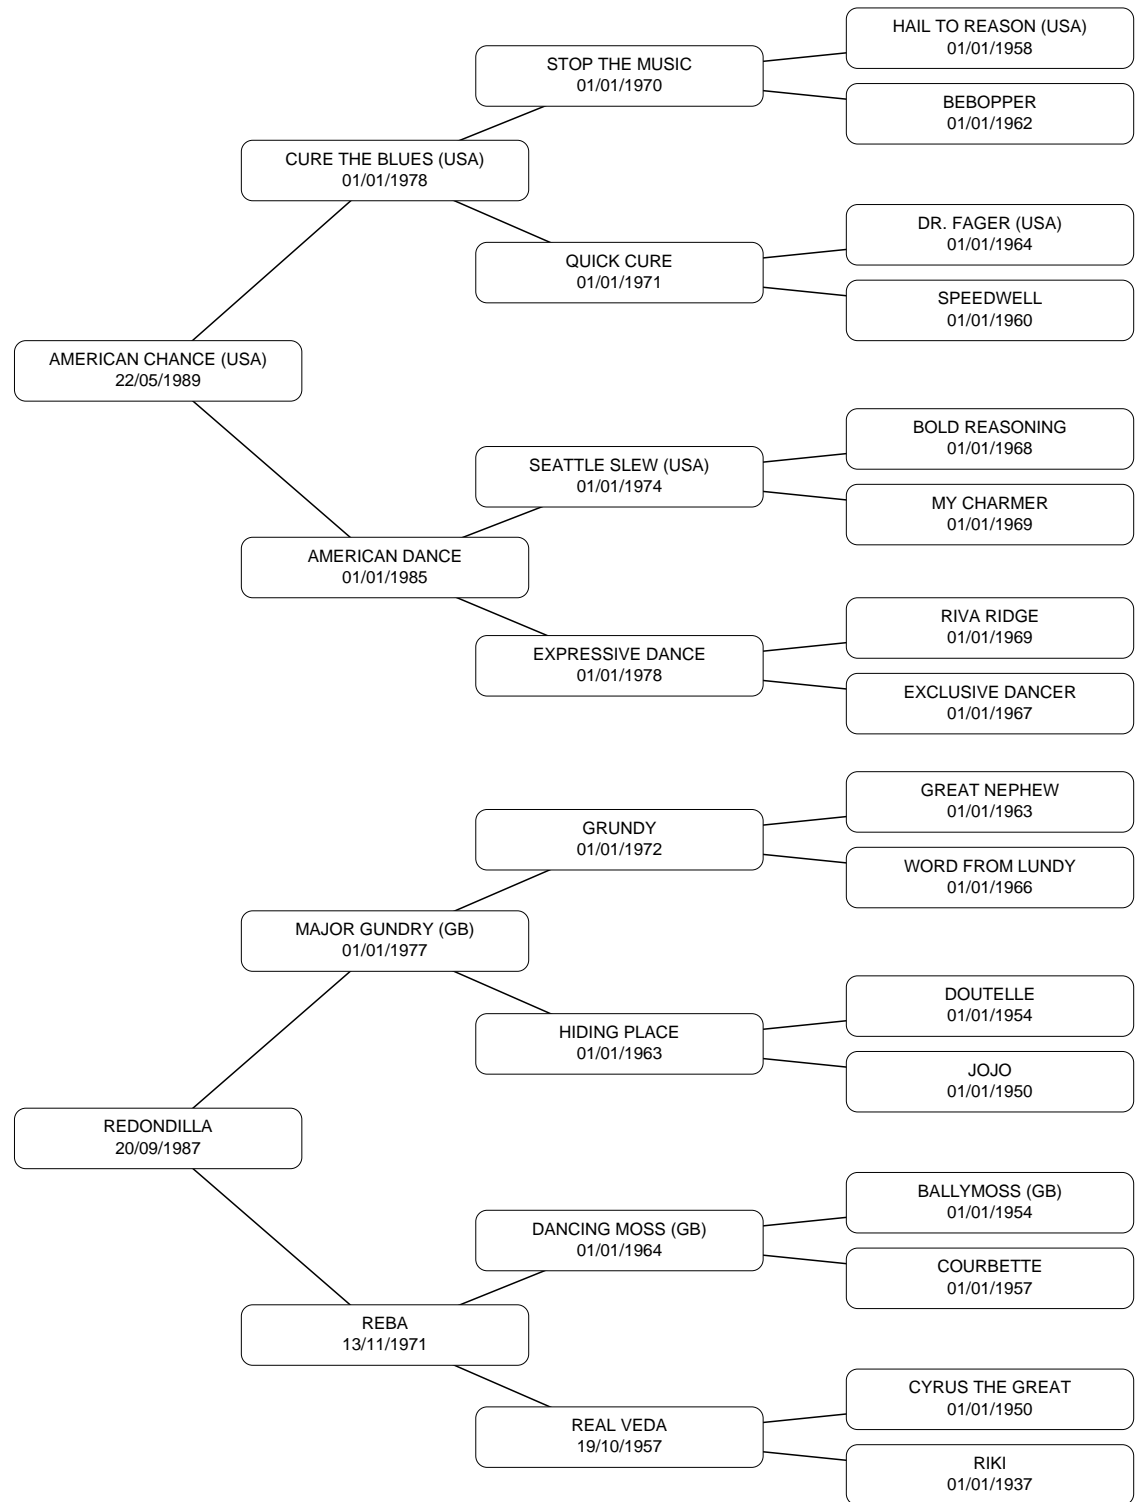 HAIL TO REASON (USA)
01/01/1958
STOP THE MUSIC
01/01/1970
BEBOPPER
01/01/1962
CURE THE BLUES (USA)
01/01/1978
DR. FAGER (USA)
01/01/1964
QUICK CURE
01/01/1971
SPEEDWELL
01/01/1960
AMERICAN CHANCE (USA)
22/05/1989
BOLD REASONING
01/01/1968
SEATTLE SLEW (USA)
01/01/1974
MY CHARMER
01/01/1969
AMERICAN DANCE
01/01/1985
RIVA RIDGE
01/01/1969
EXPRESSIVE DANCE
01/01/1978
EXCLUSIVE DANCER
01/01/1967
GREAT NEPHEW
01/01/1963
GRUNDY
01/01/1972
WORD FROM LUNDY
01/01/1966
MAJOR GUNDRY (GB)
01/01/1977
DOUTELLE
01/01/1954
HIDING PLACE
01/01/1963
JOJO
01/01/1950
REDONDILLA
20/09/1987
BALLYMOSS (GB)
01/01/1954
DANCING MOSS (GB)
01/01/1964
COURBETTE
01/01/1957
REBA
13/11/1971
CYRUS THE GREAT
01/01/1950
REAL VEDA
19/10/1957
RIKI
01/01/1937